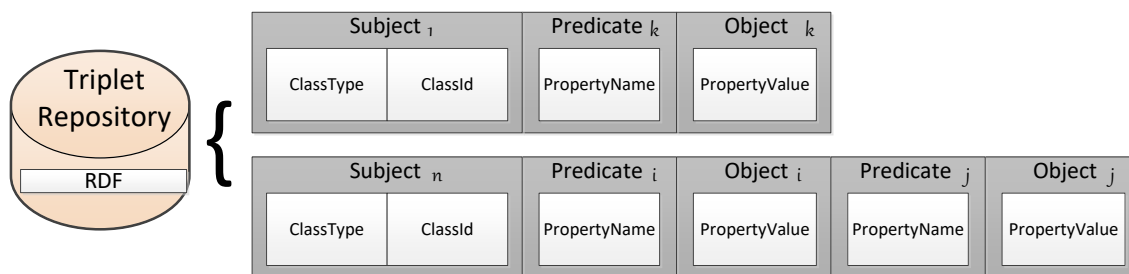 Triplet
Repository
RDF
{
Subject 1 Predicate k Object k
ClassType ClassId PropertyName PropertyValue
Subject n Predicate i Object i Predicate j Object j
ClassType ClassId PropertyName PropertyValue PropertyName PropertyValue